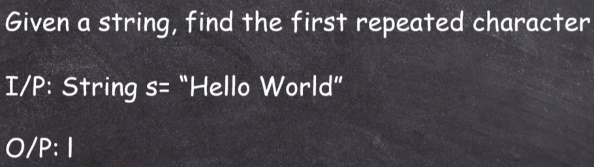 Given a string, find the first repeated character
I/P: String s= "Hello World"
O/P: l